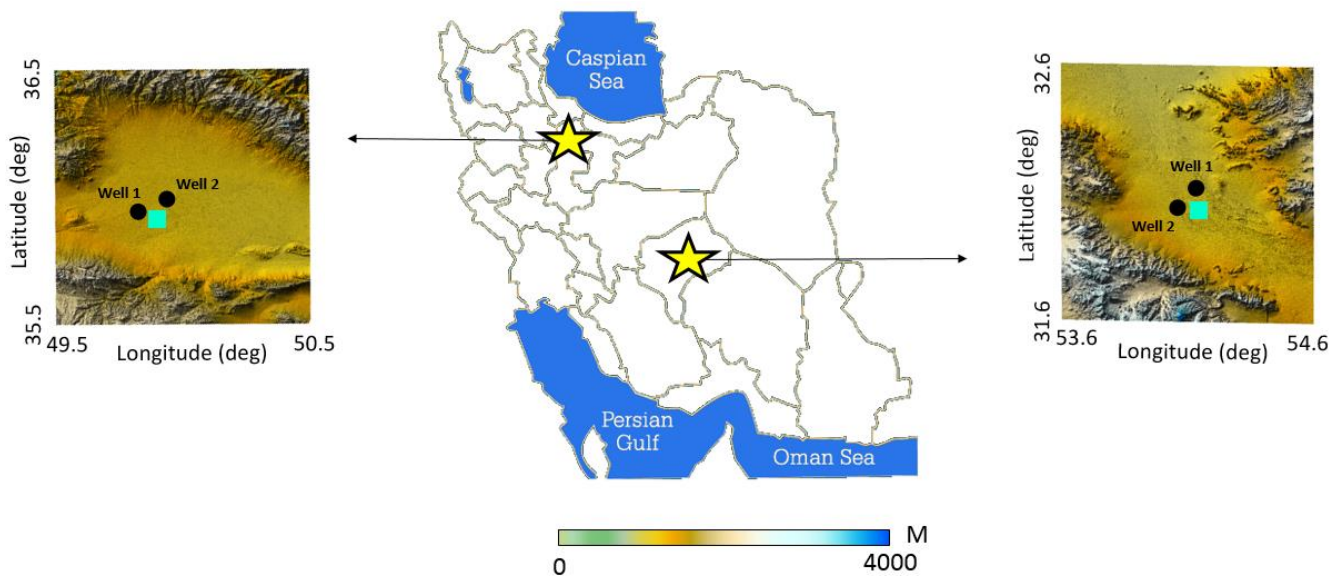 36.5
Latitude (deg)
35.5
49.5
Longitude (deg)
50.5
Well 1
Well 2
Caspian
Sea
Persian
Gulf
Oman Sea
32.6
Latitude (deg)
31.6
53.6
Longitude (deg)
54.6
Well 1
Well 2
M
0
4000